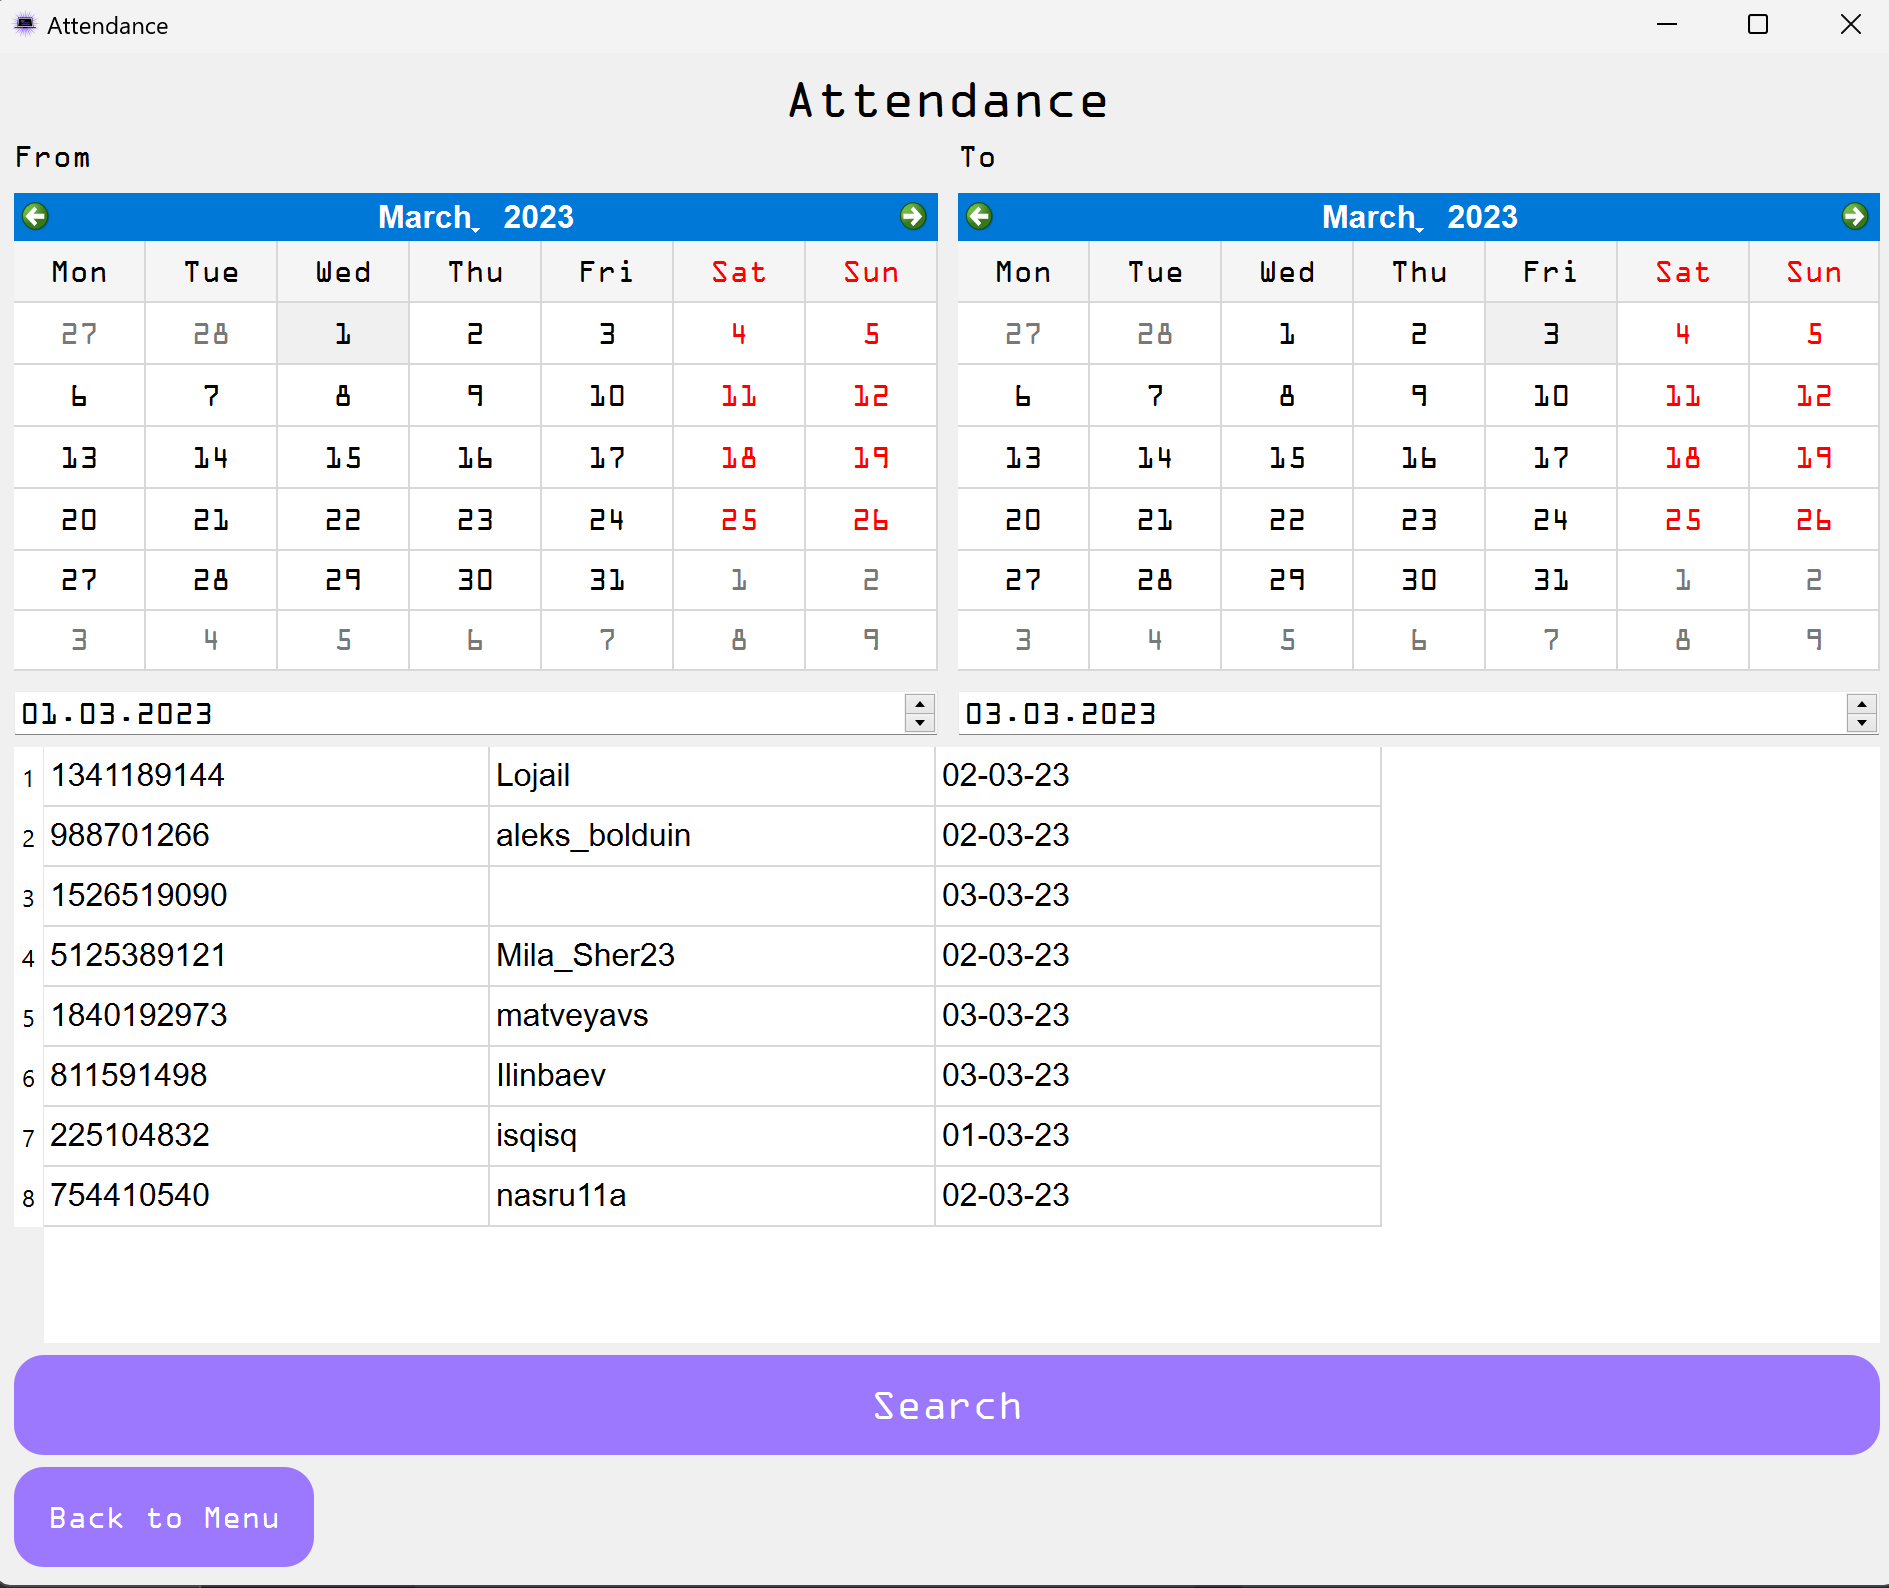 Attendance
Attendance
From To
March 2023 March 2023
Mon Tue Wed Thu Fri Sat Sun Mon Tue Wed Thu Fri Sat Sun
27 28 1 2 3 4 5 27 28 1 2 3 4 5
6 7 8 9 10 11 12 6 7 8 9 10 11 12
13 14 15 16 17 18 19 13 14 15 16 17 18 19
20 21 22 23 24 25 26 20 21 22 23 24 25 26
27 28 29 30 31 1 2 27 28 29 30 31 1 2
3 4 5 6 7 8 9 3 4 5 6 7 8 9
01.03.2023 03.03.2023
1 1341189144 Lojail 02-03-23
2 988701266 aleks_bolduin 02-03-23
3 1526519090 03-03-23
4 5125389121 Mila_Sher23 02-03-23
5 1840192973 matveyavs 03-03-23
6 811591498 Ilinbaev 03-03-23
7 225104832 isqisq 01-03-23
8 754410540 nasru11a 02-03-23
Search
Back to Menu